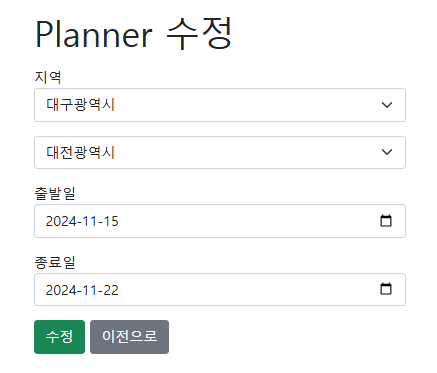 Planner 수정
지역
대구광역시
대전광역시
출발일
2024-11-15
종료일
2024-11-22
수정 이전으로